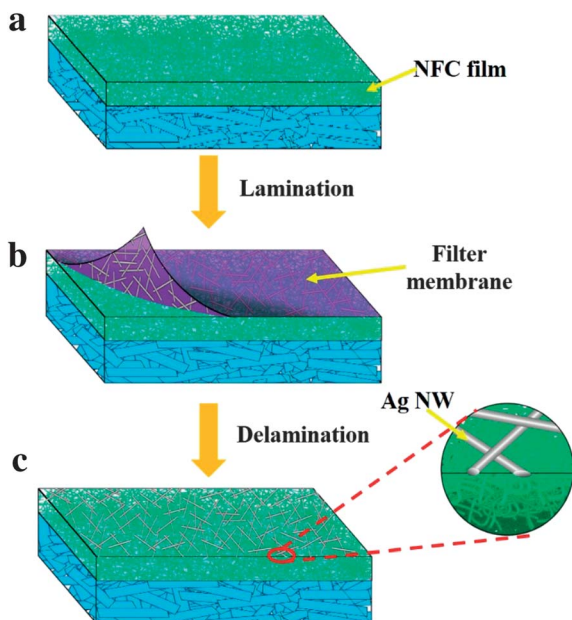 a
NFC film
Lamination
b
Filter
membrane
Ag NW
Delamination
c